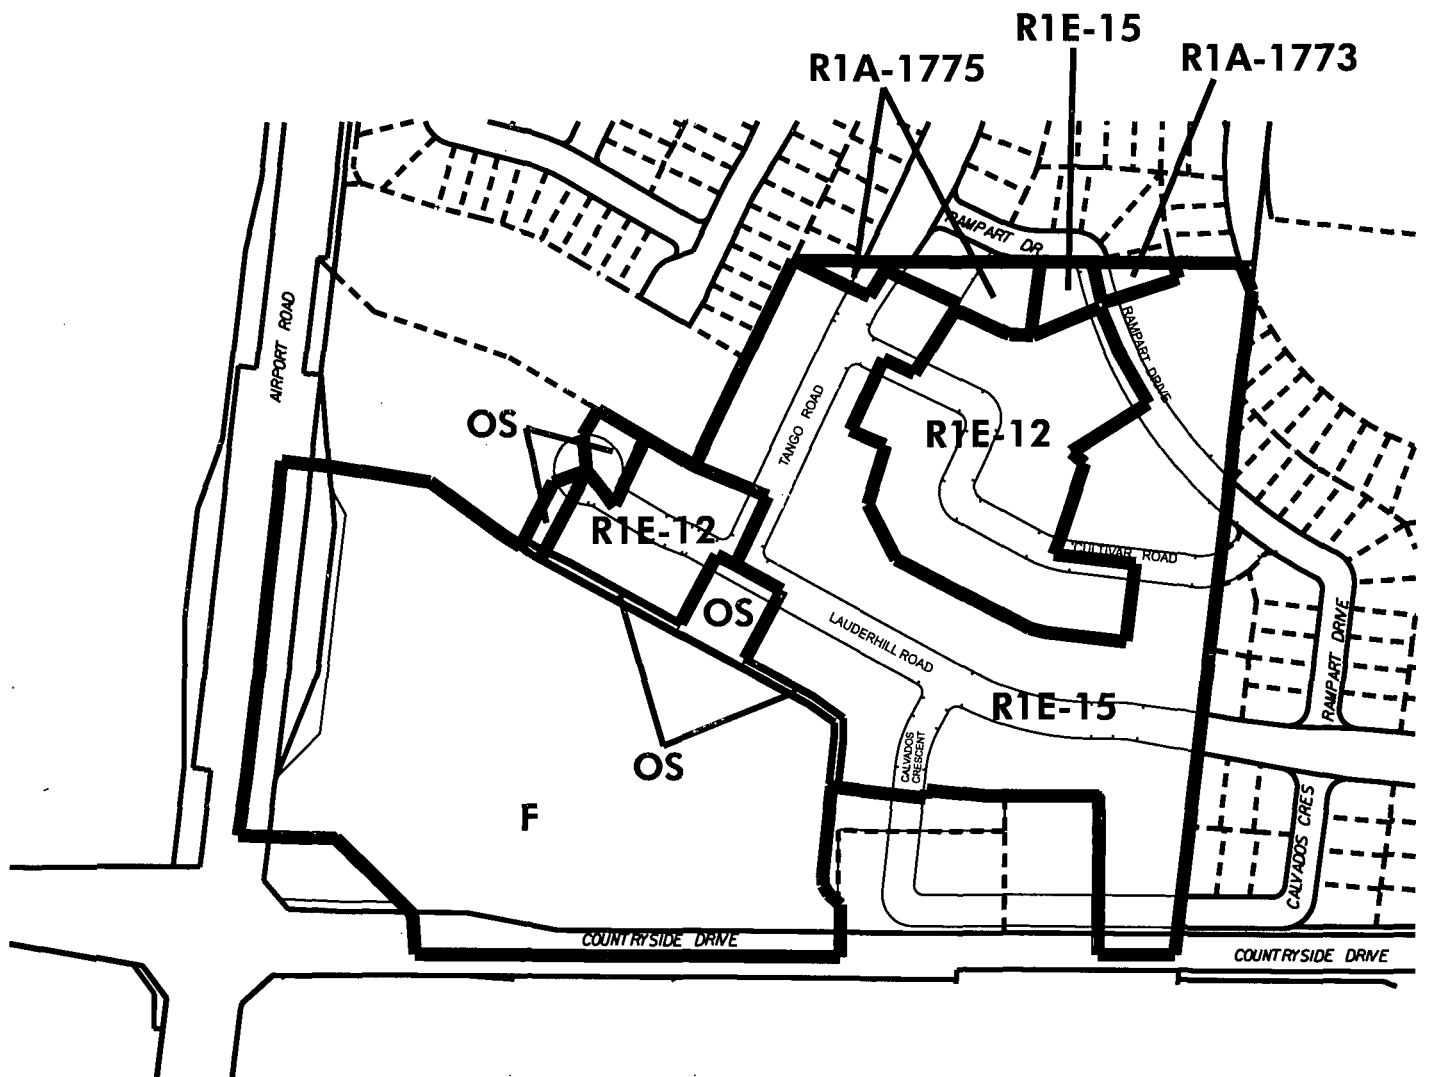 R1E-15
R1A-1775
R1A-1773
RAMPART DR
AIRPORT ROAD
RAMPART DRIVE
TANGO ROAD
OS
R1E-12
R1E-12
CULTIVAR ROAD
OS
LAUDERHILL ROAD
RAMPART DRIVE
R1E-15
OS
CALVADOS
CRESCENT
F
CALVADOS CRES
COUNTRYSIDE DRIVE
COUNTRYSIDE DRIVE